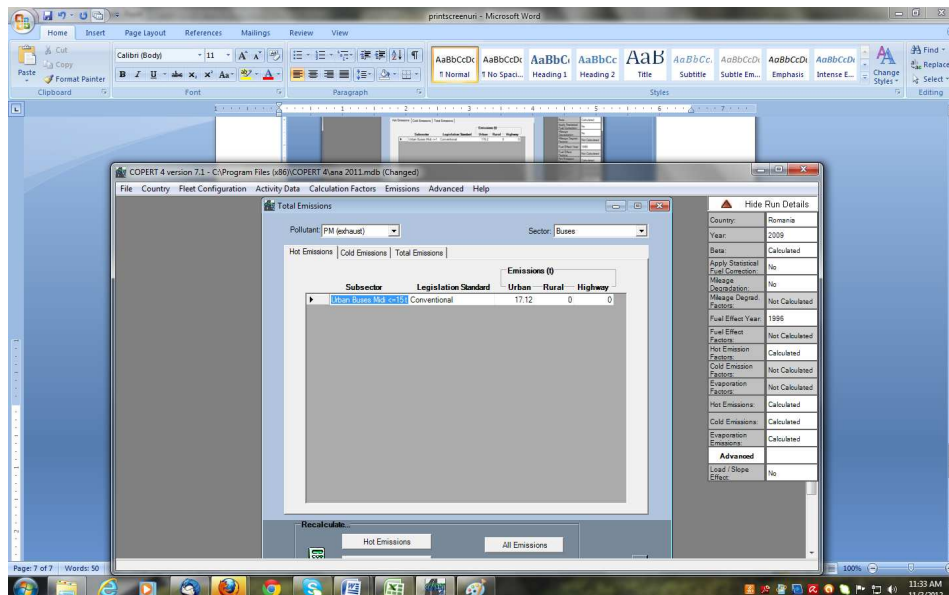 printscreenuri - Microsoft Word
Home Insert Page Layout References Mailings Review View
Cut
Copy
Format Painter
Paste
Clipboard
Calibri (Body) 11
Font
Paragraph
AaBbCcDc AaBbCcDc AaBbC AaBbCc AaB AaBbCc. AaBbCcDi AaBbCcDi AaBbCcDi
¶ Normal ¶ No Spaci... Heading 1 Heading 2 Title Subtitle Subtle Em... Emphasis Intense E...
Change Styles
Styles
Find
Replace
Select
Editing
COPERT 4 version 7.1 - C:\Program Files (x86)\COPERT 4\ana 2011.mdb (Changed)
File Country Fleet Configuration Activity Data Calculation Factors Emissions Advanced Help
Total Emissions
Pollutant: PM (exhaust) Sector: Buses
Hot Emissions Cold Emissions Total Emissions
Emissions (t)
Subsector Legislation Standard Urban Rural Highway
Urban Buses Midi <=15 t Conventional 17.12 0 0
Recalculate...
Hot Emissions
All Emissions
Hide Run Details
Country: Romania
Year: 2009
Beta: Calculated
Apply Statistical Fuel Correction: No
Mileage Degradation: No
Mileage Degrad. Factors: Not Calculated
Fuel Effect Year: 1996
Fuel Effect Factors: Not Calculated
Hot Emission Factors: Calculated
Cold Emission Factors: Not Calculated
Evaporation Factors: Not Calculated
Hot Emissions: Calculated
Cold Emissions: Calculated
Evaporation Emissions: Calculated
Advanced
Load / Slope Effect: No
Page: 7 of 7 Words: 50
100%
11:33 AM